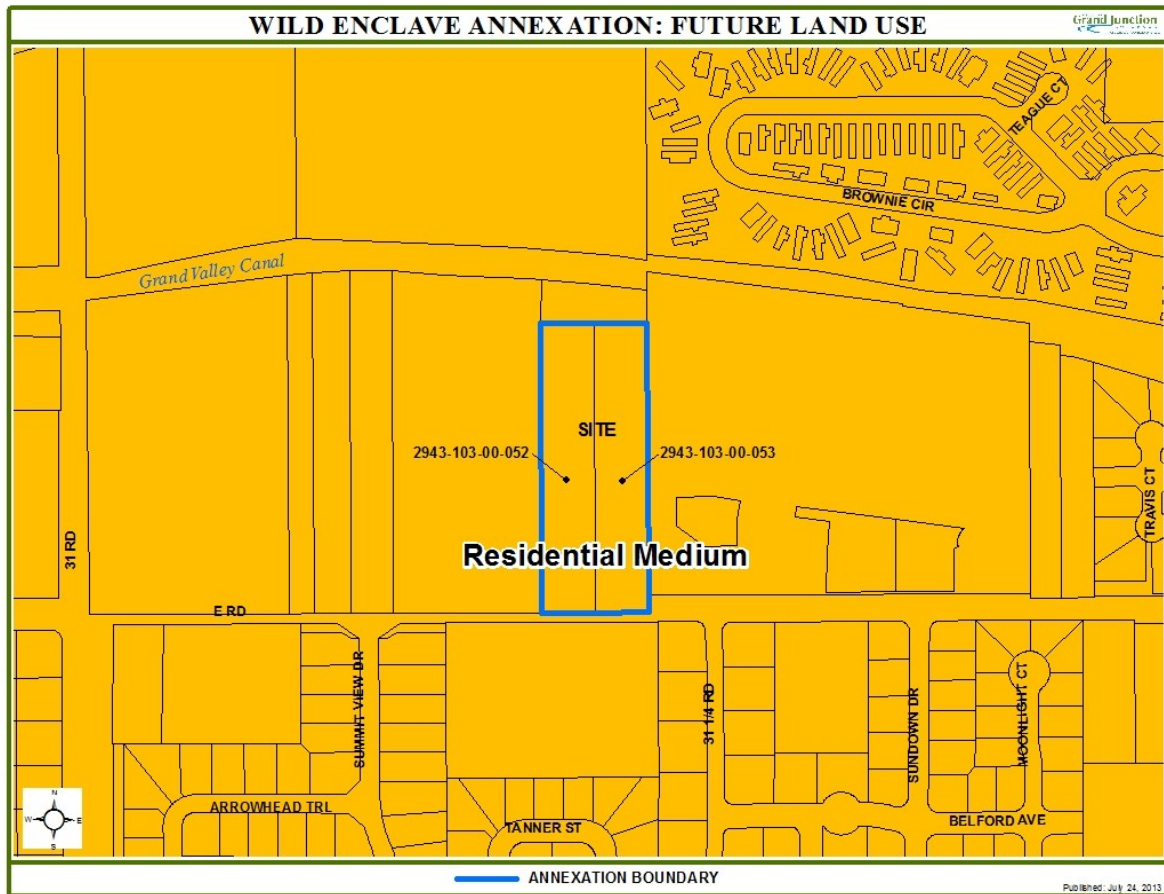 WILD ENCLAVE ANNEXATION: FUTURE LAND USE
Grand Junction
TEAGUE CT
BROWNIE CIR
Grand Valley Canal
SITE
2943-103-00-052
2943-103-00-053
TRAVIS CT
31 RD
Residential Medium
E RD
SUMMIT VIEW DR
31 1/4 RD
SUNDOWN DR
MOONLIGHT CT
N
W
E
S
ARROWHEAD TRL
TANNER ST
BELFORD AVE
ANNEXATION BOUNDARY
Published: July 24, 2013